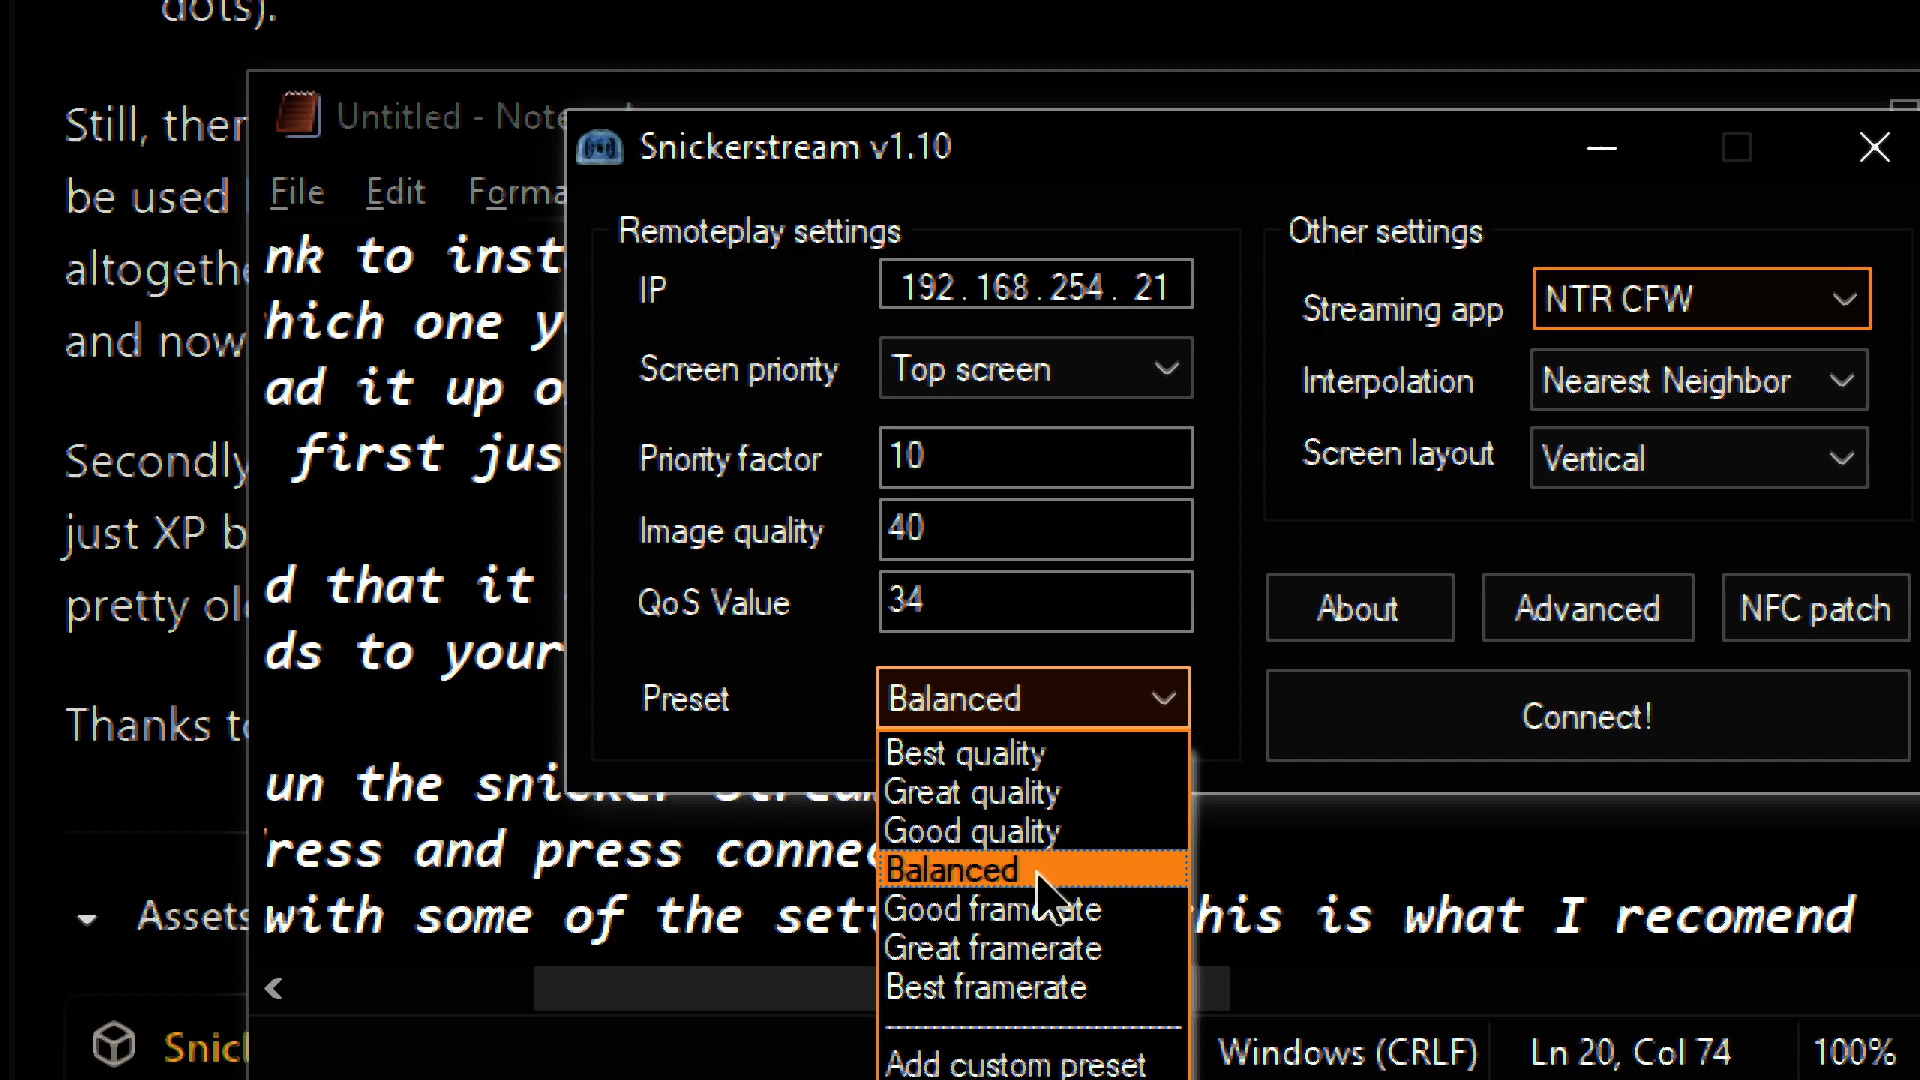 dots).
Still, ther
be used
altogethe
and now
Secondly
just XP b
pretty ol
Thanks to
Assets
Snic
Untitled - Note
File Edit Forma
nk to inst
hich one y
ad it up o
first jus
d that it
ds to your
un the snicker stream
ress and press connec
with some of the sett his is what I recomend
Windows (CRLF) Ln 20, Col 74 100%
Snickerstream v1.10
Remoteplay settings
IP 192.168.254.21
Screen priority Top screen
Priority factor 10
Image quality 40
QoS Value 34
Preset Balanced
Best quality
Great quality
Good quality
Balanced
Good framerate
Great framerate
Best framerate
Add custom preset
Other settings
Streaming app NTR CFW
Interpolation Nearest Neighbor
Screen layout Vertical
About Advanced NFC patch
Connect!